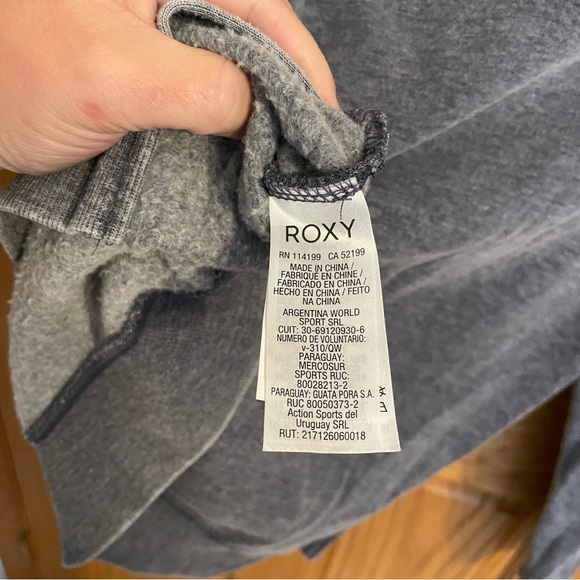 ROXY
RN 114199 CA 52199
MADE IN CHINA /
FABRIQUÉ EN CHINE /
FABRICADO EN CHINA /
HECHO EN CHINA / FEITO
NA CHINA
ARGENTINA WORLD
SPORT SRL
CUIT: 30-69120930-6
NUMERO DE VOLUNTARIO:
v-310/QW
PARAGUAY:
MERCOSUR
SPORTS RUC:
80028213-2
PARAGUAY: GUATA PORA S.A.
RUC 80050373-2
Action Sports del
Uruguay SRL
RUT: 217126060018